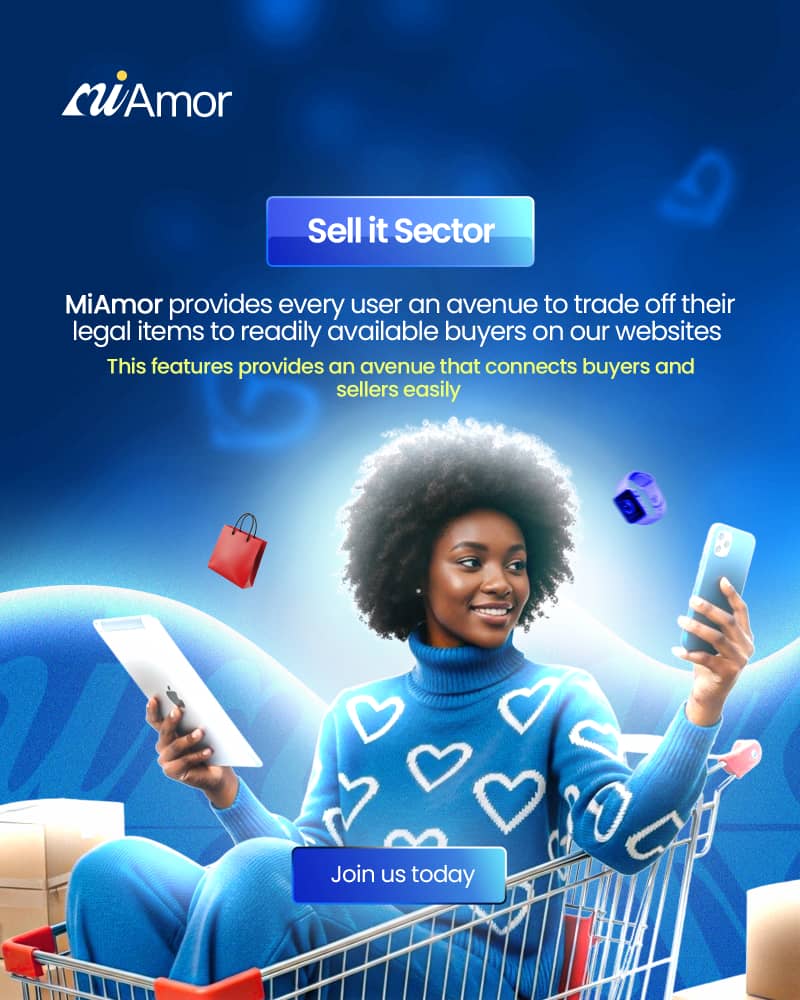 miAmor
Sell it Sector
MiAmor provides every user an avenue to trade off their
legal items to readily available buyers on our websites
This features provides an avenue that connects buyers and
sellers easily
Join us today